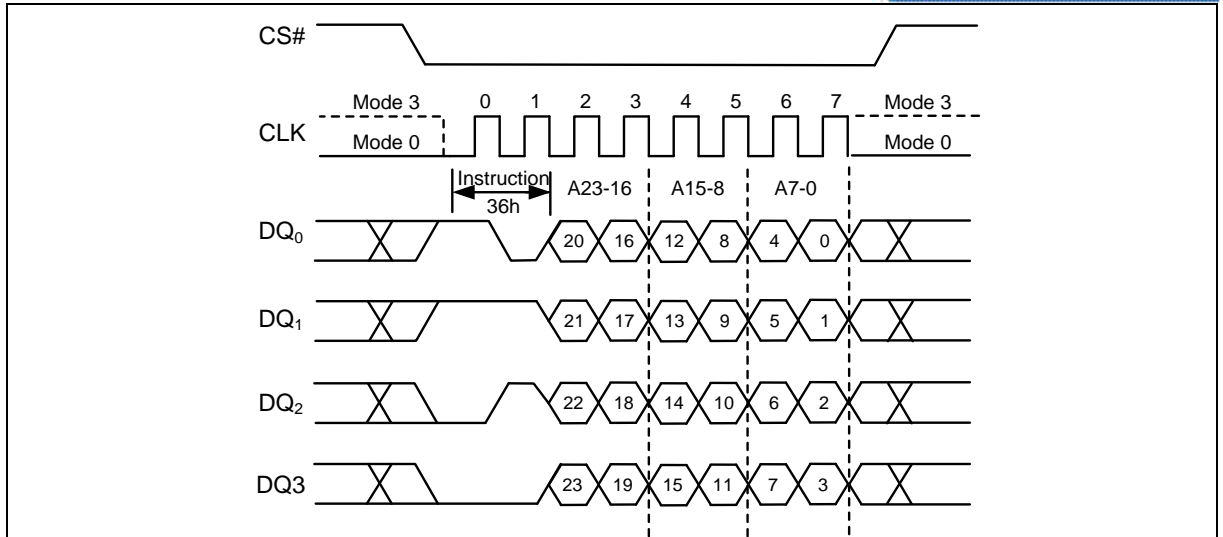 CS#
0 1 2 3 4 5 6 7
Mode 3 Mode 3
CLK
Mode 0 Mode 0
Instruction A23-16 A15-8 A7-0
36h
DQ0 20 16 12 8 4 0
DQ1 21 17 13 9 5 1
DQ2 22 18 14 10 6 2
DQ3 23 19 15 11 7 3